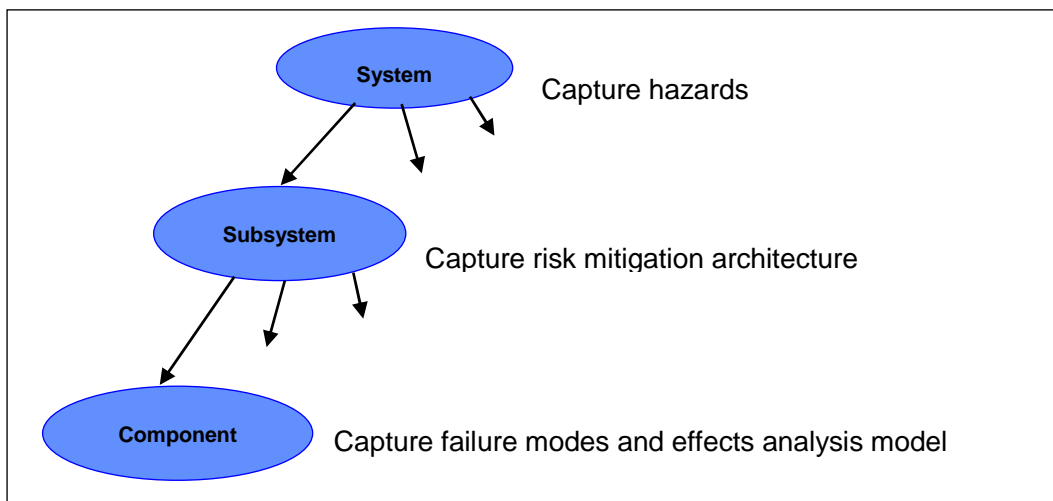 System
Capture hazards
Subsystem
Capture risk mitigation architecture
Component
Capture failure modes and effects analysis model